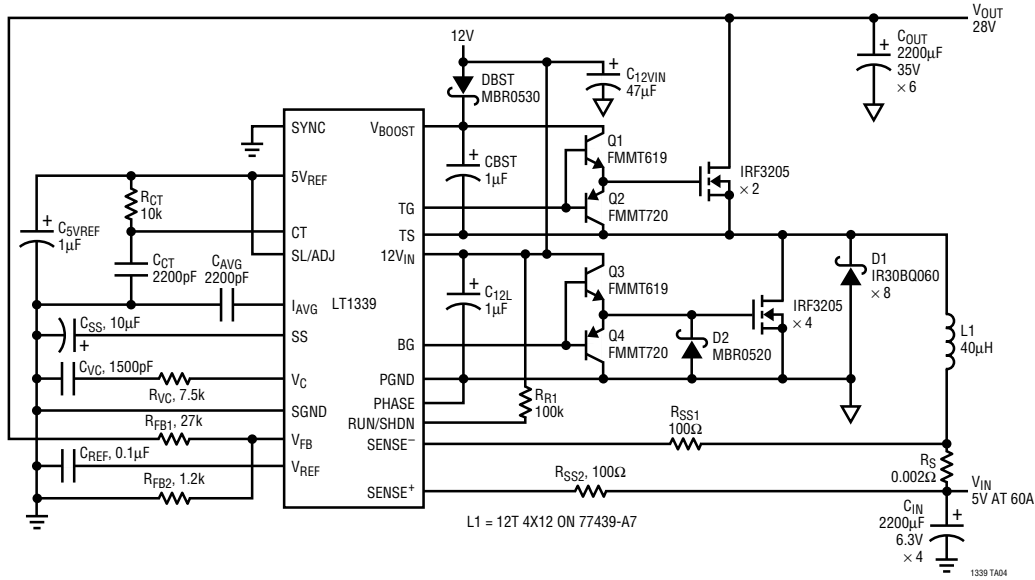 VOUT
28V
COUT
2200µF
35V
× 6
12V
DBST
MBR0530
C12VIN
47µF
SYNC
VBOOST
Q1
FMMT619
CBST
1µF
Q2
FMMT720
IRF3205
× 2
5VREF
RCT
10k
C5VREF
1µF
TG
CT
TS
CCT
2200pF
CAVG
2200pF
SL/ADJ
12VIN
D1
IR30BQ060
× 8
Q3
FMMT619
C12L
1µF
IRF3205
× 4
IAVG
LT1339
CSS, 10µF
SS
BG
Q4
FMMT720
D2
MBR0520
L1
40µH
CVC, 1500pF
VC
RVC, 7.5k
PGND
PHASE
RR1
100k
SGND
RUN/SHDN
RFB1, 27k
VFB
SENSE−
RSS1
100Ω
CREF, 0.1µF
VREF
RS
0.002Ω
RFB2, 1.2k
SENSE+
RSS2, 100Ω
VIN
5V AT 60A
L1 = 12T 4X12 ON 77439-A7
CIN
2200µF
6.3V
× 4
1339 TA04